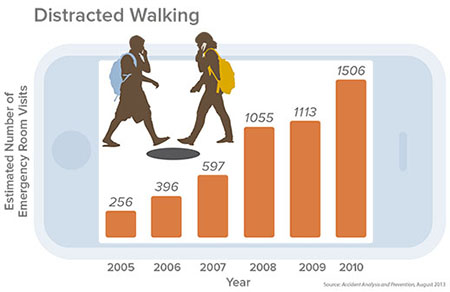 Distracted Walking
Estimated Number of
Emergency Room Visits
256
396
597
1055
1113
1506
2005 2006 2007 2008 2009 2010
Year
Source: Accident Analysis and Prevention, August 2013